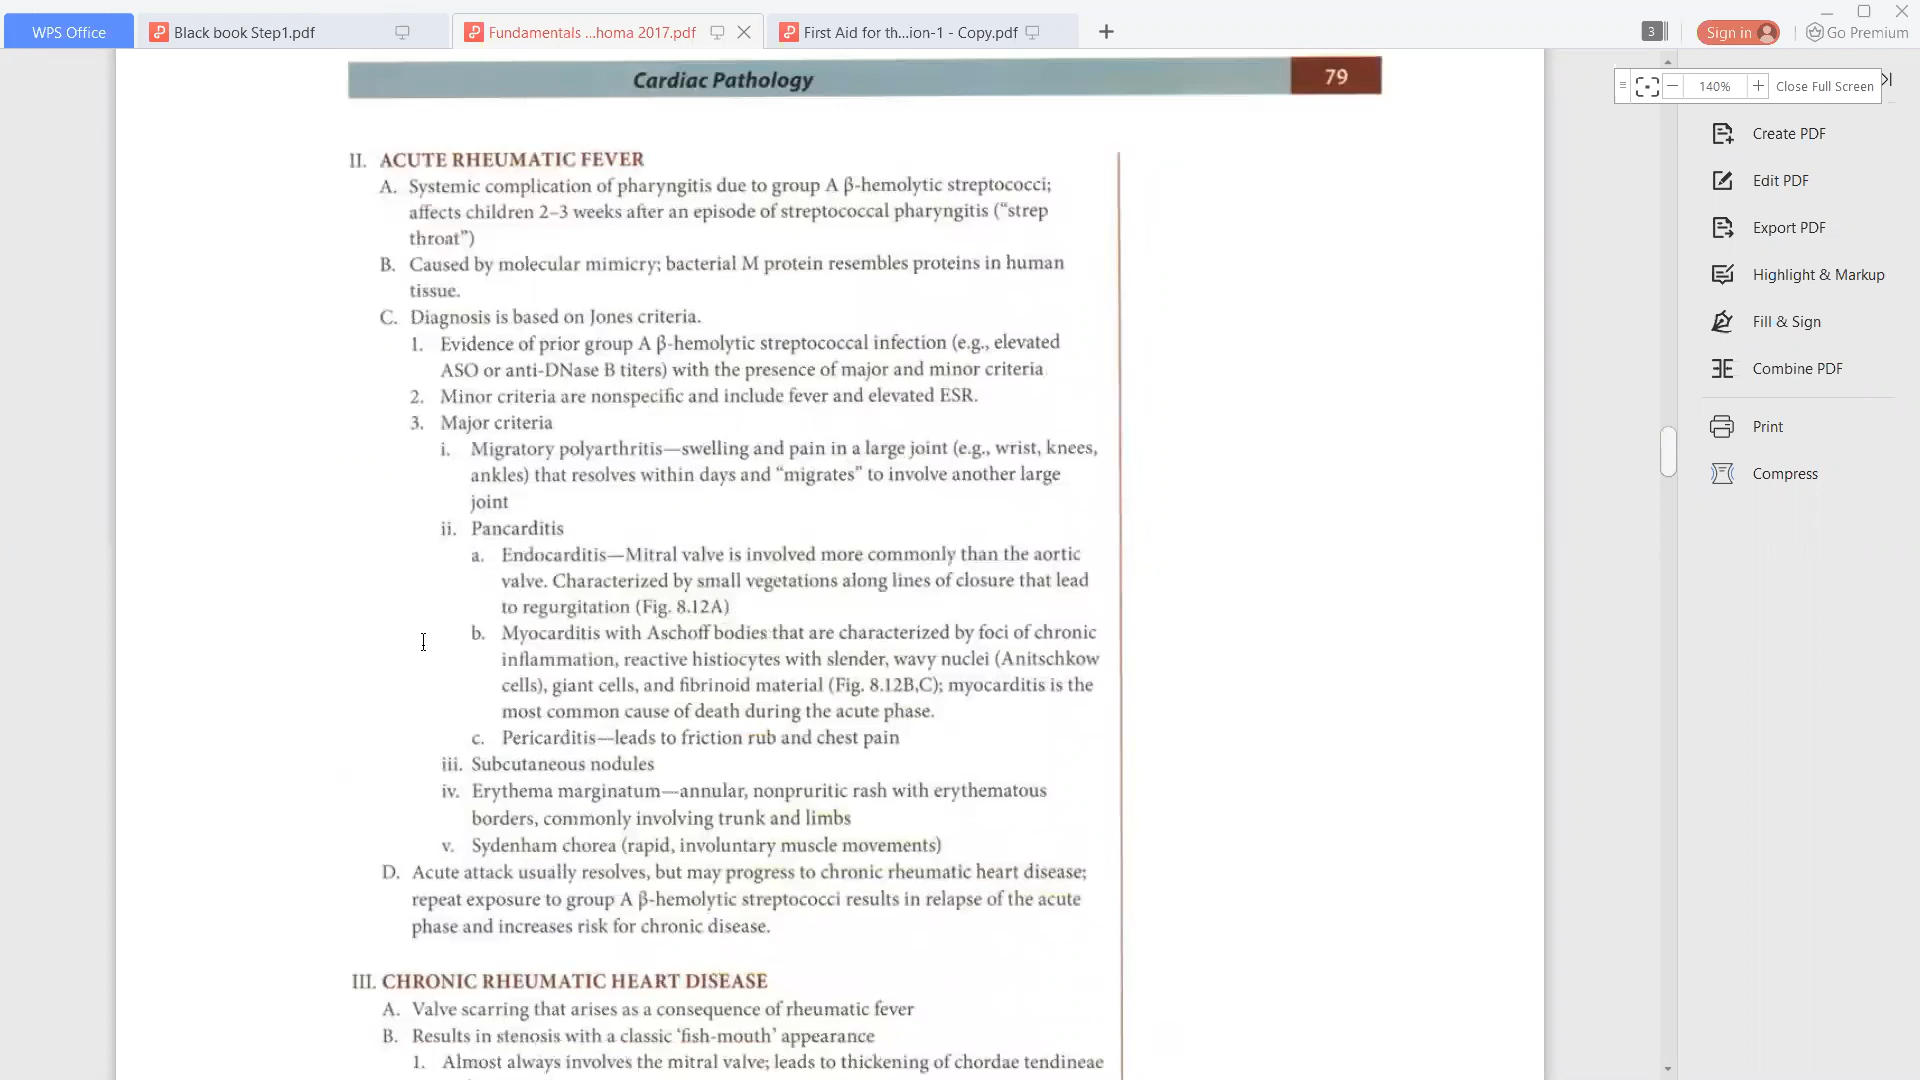 WPS Office
Black book Step1.pdf
Fundamentals ...homa 2017.pdf
First Aid for th...ion-1 - Copy.pdf
3
Sign in
Go Premium
140%
Close Full Screen
Create PDF
Edit PDF
Export PDF
Highlight & Markup
Fill & Sign
Combine PDF
Print
Compress
Cardiac Pathology
79
II. ACUTE RHEUMATIC FEVER
A. Systemic complication of pharyngitis due to group A β-hemolytic streptococci;
affects children 2–3 weeks after an episode of streptococcal pharyngitis (“strep
throat”)
B. Caused by molecular mimicry; bacterial M protein resembles proteins in human
tissue.
C. Diagnosis is based on Jones criteria.
1. Evidence of prior group A β-hemolytic streptococcal infection (e.g., elevated
ASO or anti-DNase B titers) with the presence of major and minor criteria
2. Minor criteria are nonspecific and include fever and elevated ESR.
3. Major criteria
i. Migratory polyarthritis—swelling and pain in a large joint (e.g., wrist, knees,
ankles) that resolves within days and “migrates” to involve another large
joint
ii. Pancarditis
a. Endocarditis—Mitral valve is involved more commonly than the aortic
valve. Characterized by small vegetations along lines of closure that lead
to regurgitation (Fig. 8.12A)
b. Myocarditis with Aschoff bodies that are characterized by foci of chronic
inflammation, reactive histiocytes with slender, wavy nuclei (Anitschkow
cells), giant cells, and fibrinoid material (Fig. 8.12B,C); myocarditis is the
most common cause of death during the acute phase.
c. Pericarditis—leads to friction rub and chest pain
iii. Subcutaneous nodules
iv. Erythema marginatum—annular, nonpruritic rash with erythematous
borders, commonly involving trunk and limbs
v. Sydenham chorea (rapid, involuntary muscle movements)
D. Acute attack usually resolves, but may progress to chronic rheumatic heart disease;
repeat exposure to group A β-hemolytic streptococci results in relapse of the acute
phase and increases risk for chronic disease.
III. CHRONIC RHEUMATIC HEART DISEASE
A. Valve scarring that arises as a consequence of rheumatic fever
B. Results in stenosis with a classic ‘fish-mouth’ appearance
1. Almost always involves the mitral valve; leads to thickening of chordae tendineae